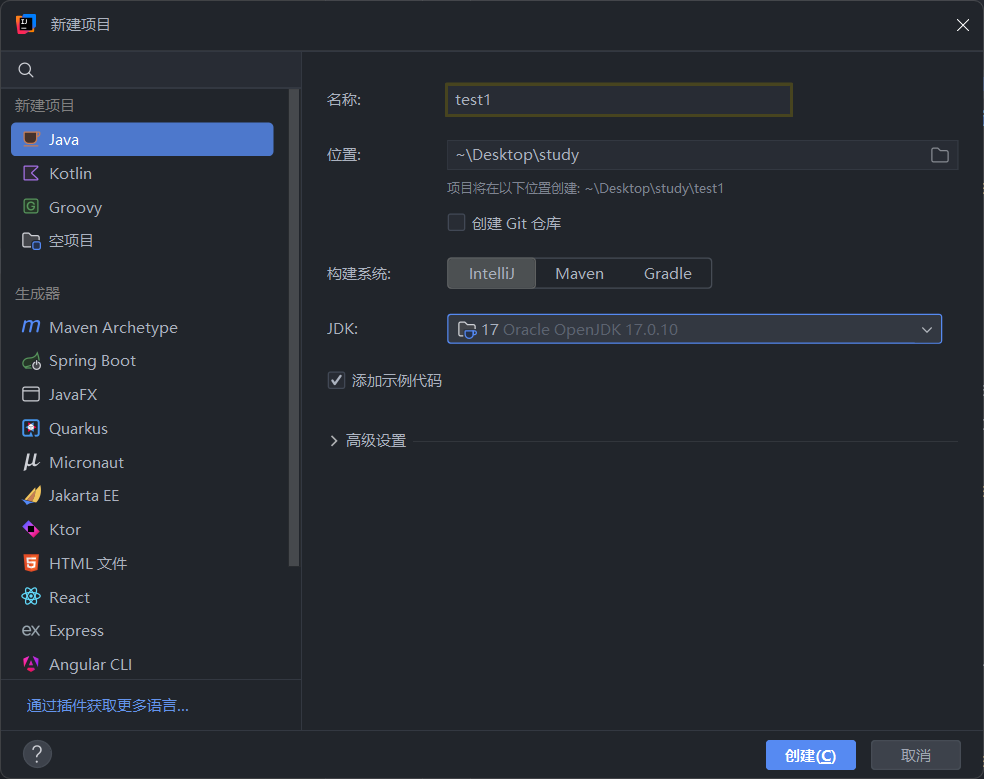 新建项目
新建项目
Java
Kotlin
Groovy
空项目
生成器
Maven Archetype
Spring Boot
JavaFX
Quarkus
Micronaut
Jakarta EE
Ktor
HTML 文件
React
Express
Angular CLI
通过插件获取更多语言...
名称: test1
位置: ~\Desktop\study
项目将在以下位置创建: ~\Desktop\study\test1
创建 Git 仓库
构建系统: IntelliJ Maven Gradle
JDK: 17 Oracle OpenJDK 17.0.10
添加示例代码
高级设置
? 创建(C) 取消